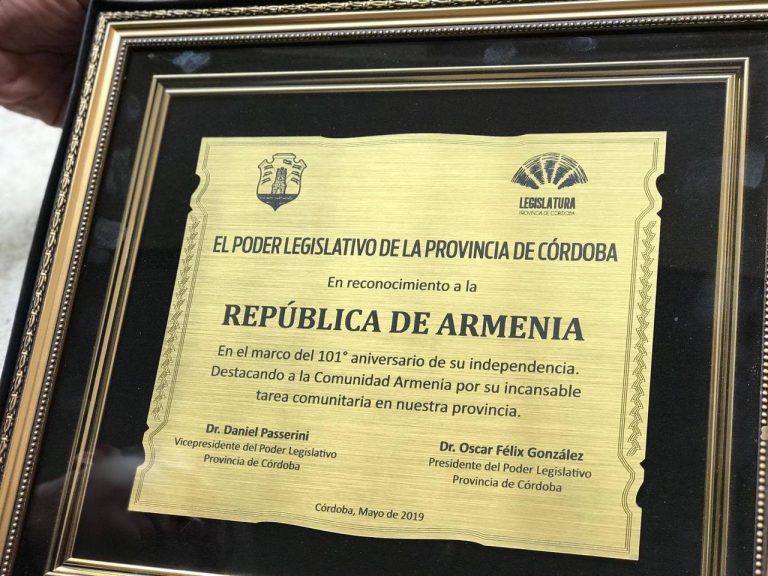 LEGISLATURA
PROVINCIA DE CÓRDOBA
EL PODER LEGISLATIVO DE LA PROVINCIA DE CÓRDOBA
En reconocimiento a la
REPÚBLICA DE ARMENIA
En el marco del 101° aniversario de su independencia.
Destacando a la Comunidad Armenia por su incansable
tarea comunitaria en nuestra provincia.
Dr. Daniel Passerini
Vicepresidente del Poder Legislativo
Provincia de Córdoba
Dr. Oscar Félix González
Presidente del Poder Legislativo
Provincia de Córdoba
Córdoba, Mayo de 2019